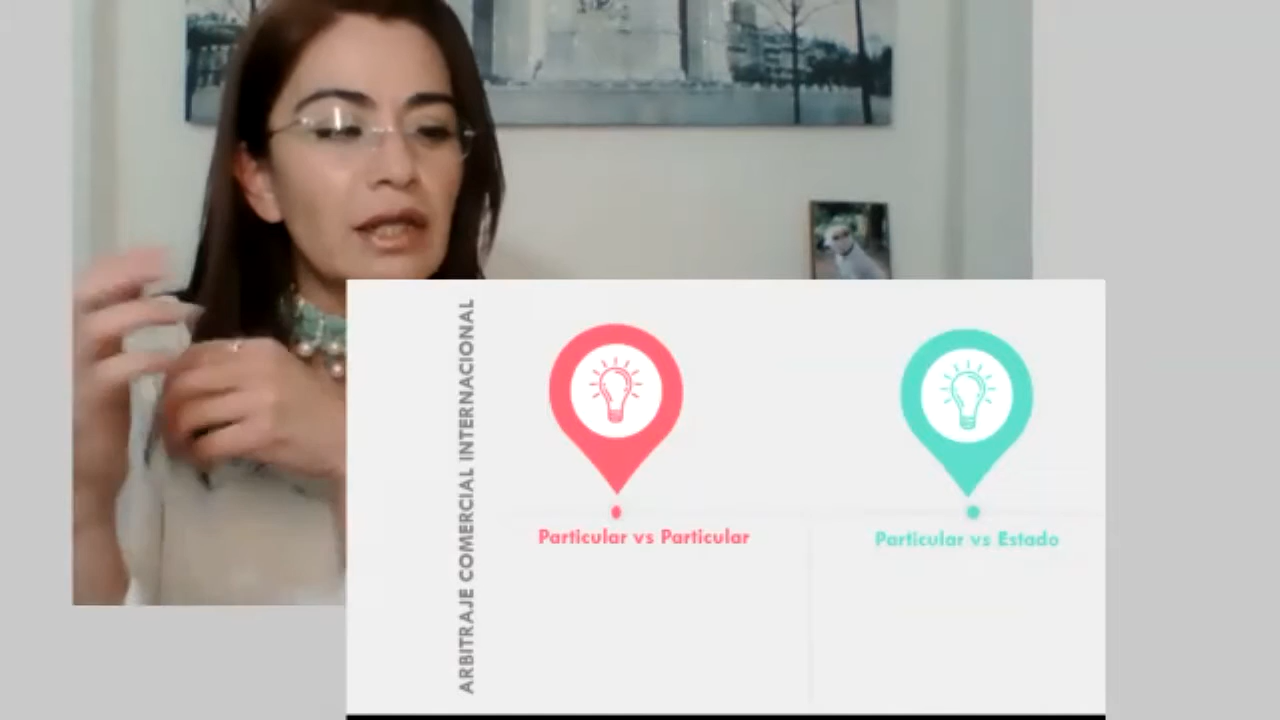 ARBITRAJE COMERCIAL INTERNACIONAL
Particular vs Particular
Particular vs Estado